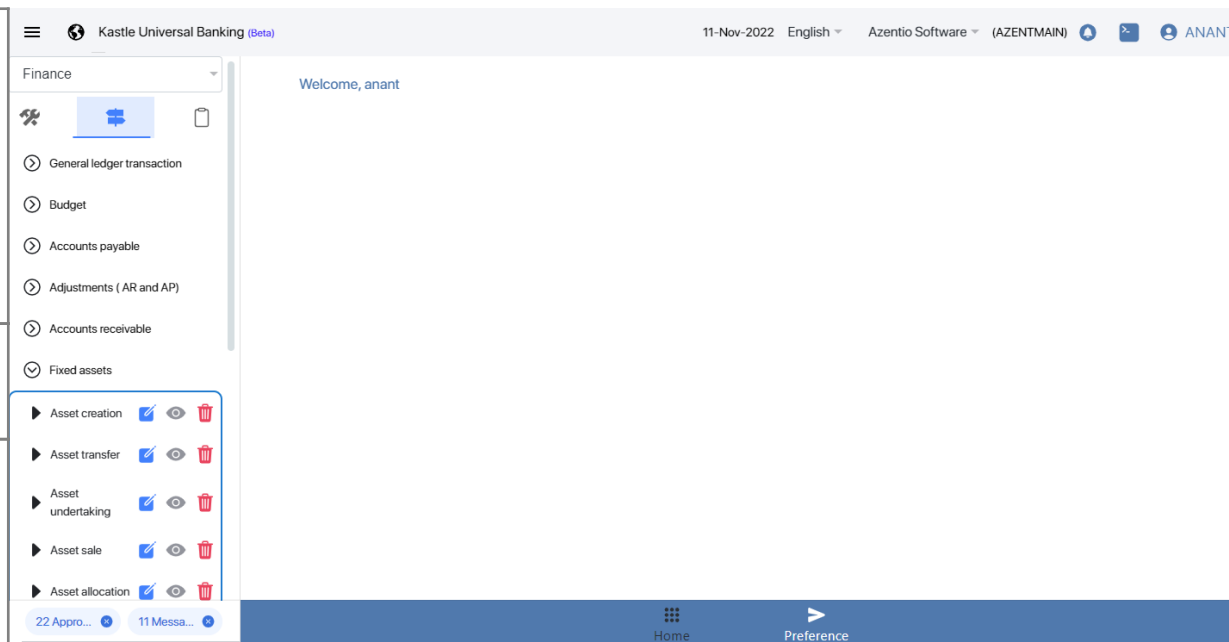 Kastle Universal Banking (Beta)
11-Nov-2022 English Azentio Software (AZENTMAIN) ANANT
Finance
Welcome, anant
General ledger transaction
Budget
Accounts payable
Adjustments ( AR and AP)
Accounts receivable
Fixed assets
Asset creation
Asset transfer
Asset
undertaking
Asset sale
Asset allocation
22 Appro... 11 Messa...
Home Preference